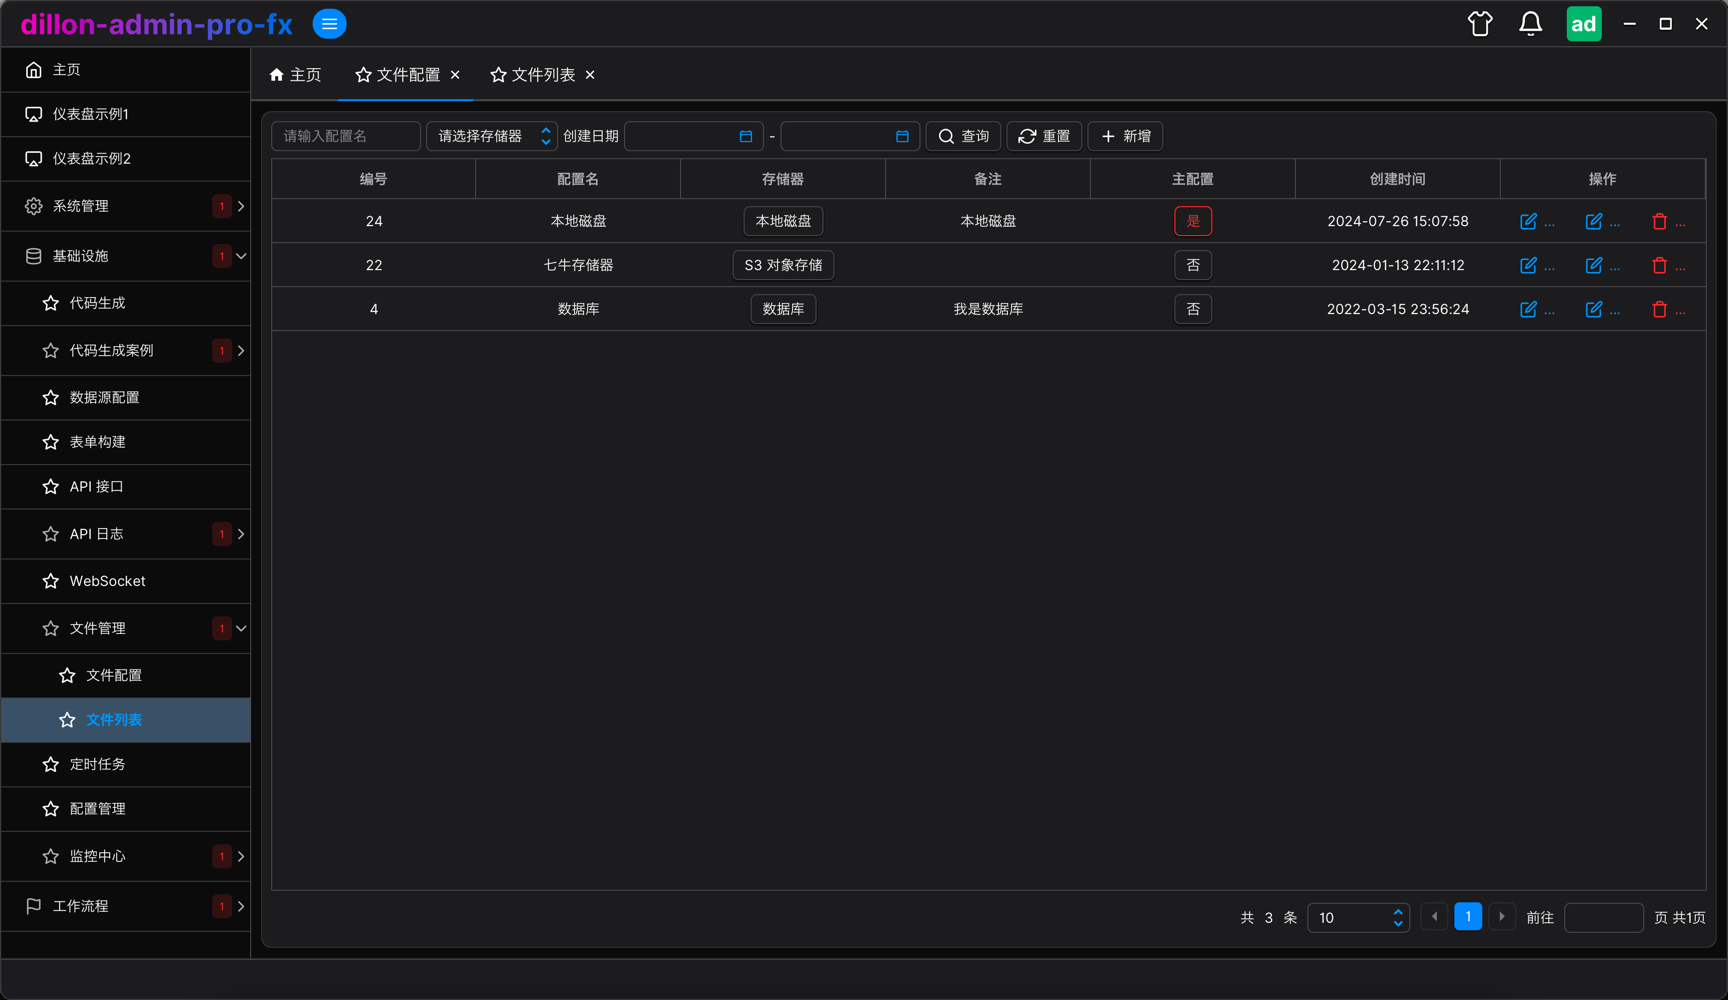 dillon-admin-pro-fx
ad
主页
仪表盘示例1
仪表盘示例2
系统管理 1
基础设施 1
代码生成
代码生成案例 1
数据源配置
表单构建
API 接口
API 日志 1
WebSocket
文件管理 1
文件配置
文件列表
定时任务
配置管理
监控中心 1
工作流程 1
主页 文件配置 文件列表
请输入配置名 请选择存储器 创建日期 - 查询 重置 新增
编号 配置名 存储器 备注 主配置 创建时间 操作
24 本地磁盘 本地磁盘 本地磁盘 是 2024-07-26 15:07:58 ... ... ...
22 七牛存储器 S3 对象存储 否 2024-01-13 22:11:12 ... ... ...
4 数据库 数据库 我是数据库 否 2022-03-15 23:56:24 ... ... ...
共 3 条 10 1 前往 页 共1页